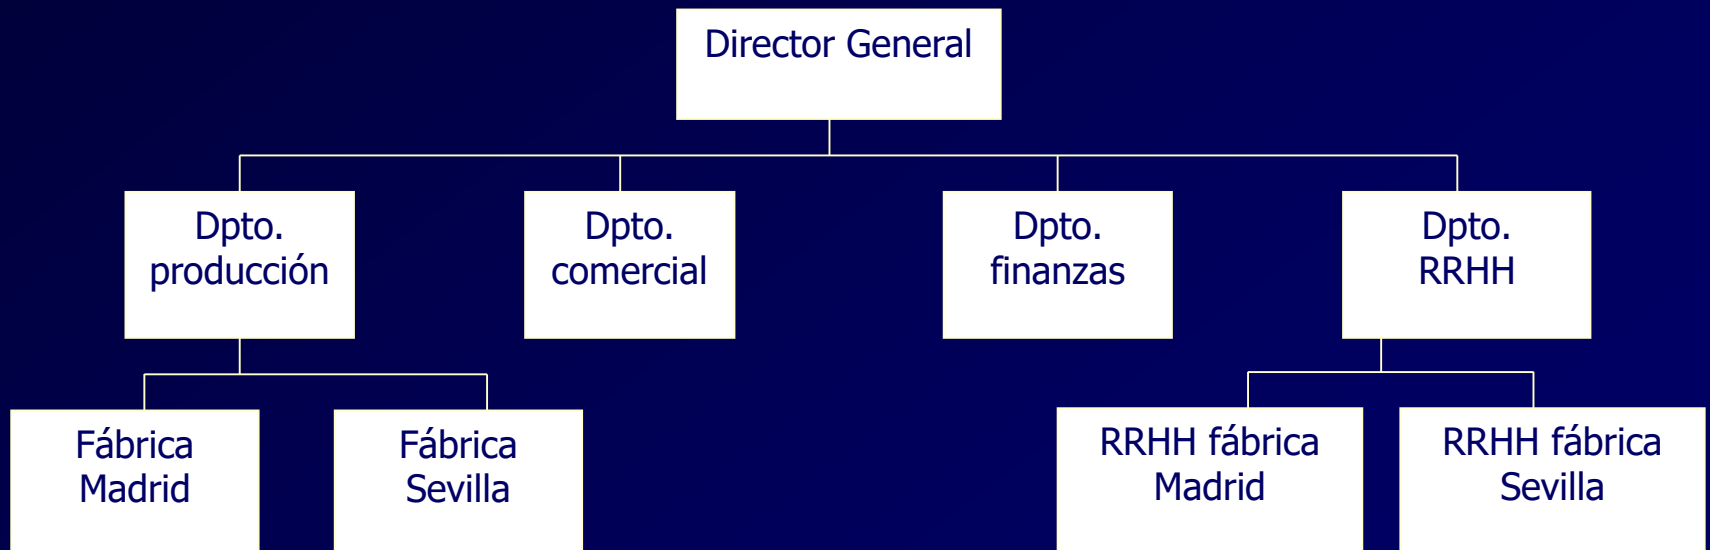 Director General
Dpto.
producción
Dpto.
comercial
Dpto.
finanzas
Dpto.
RRHH
Fábrica
Madrid
Fábrica
Sevilla
RRHH fábrica
Madrid
RRHH fábrica
Sevilla